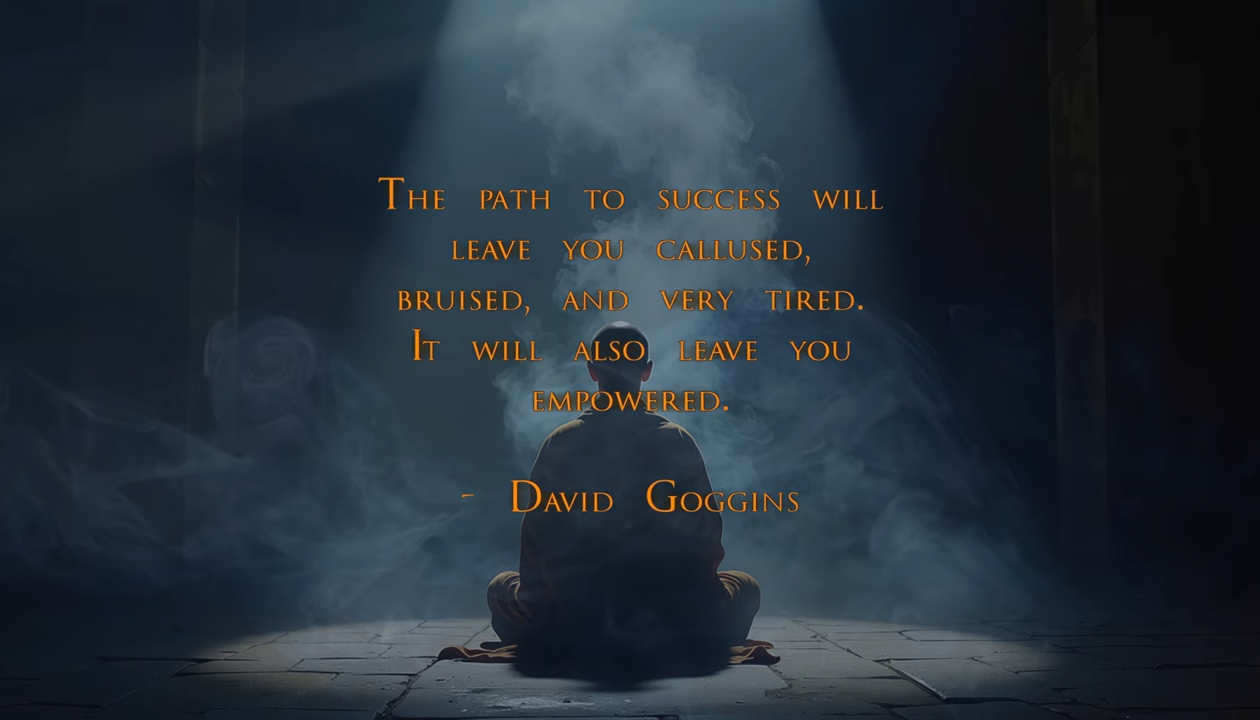 The path to success will
leave you callused,
bruised, and very tired.
It will also leave you
empowered.
- David Goggins